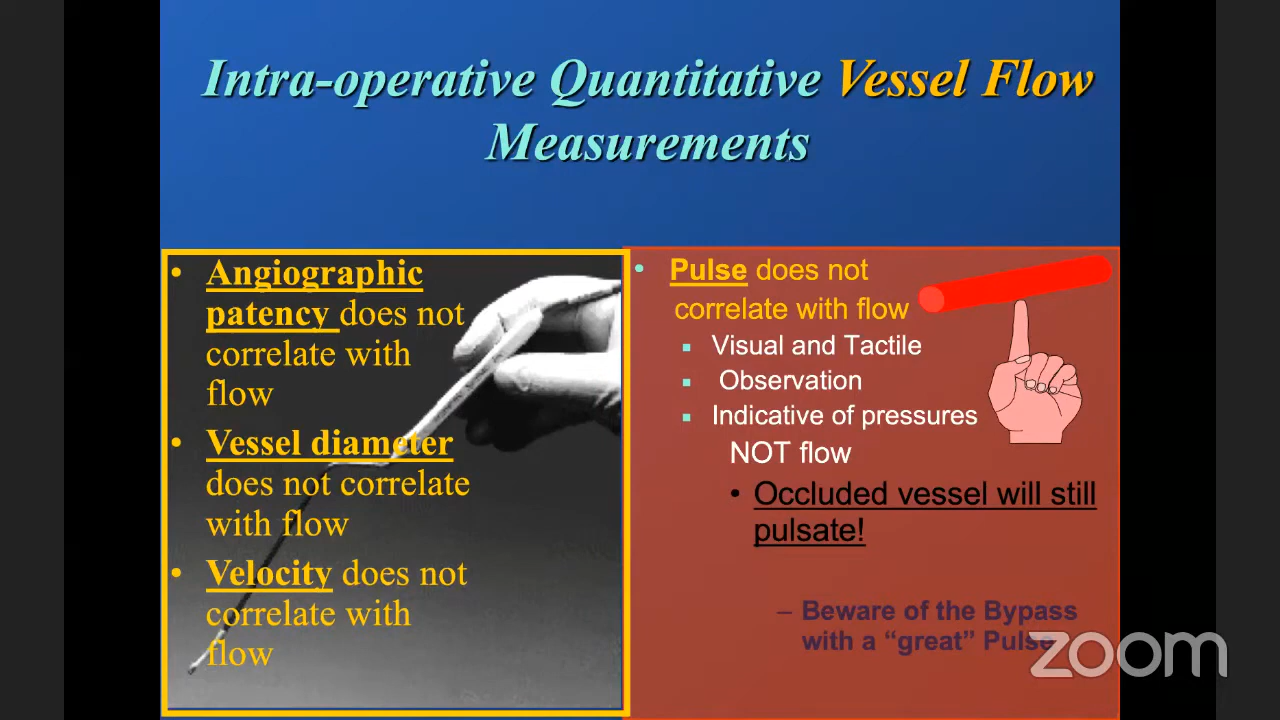 Intra-operative Quantitative Vessel Flow
Measurements
• Angiographic
patency does not
correlate with
flow
• Vessel diameter
does not correlate
with flow
• Velocity does not
correlate with
flow
• Pulse does not
correlate with flow
▪ Visual and Tactile
▪ Observation
▪ Indicative of pressures
NOT flow
• Occluded vessel will still
pulsate!
– Beware of the Bypass
with a “great” Pulse
zoom